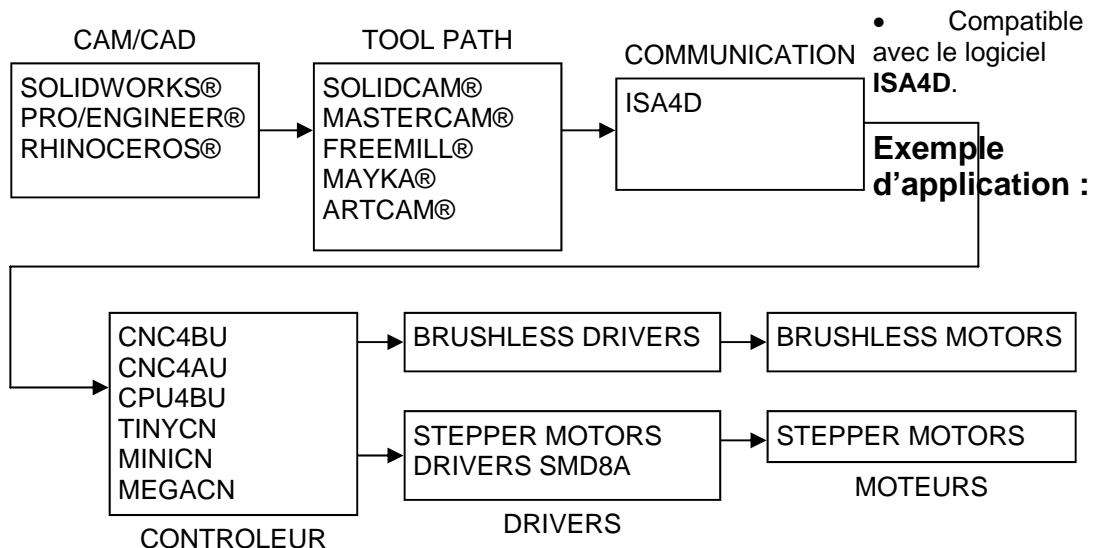 CAM/CAD
SOLIDWORKS®
PRO/ENGINEER®
RHINOCEROS®
TOOL PATH
SOLIDCAM®
MASTERCAM®
FREEMILL®
MAYKA®
ARTCAM®
COMMUNICATION
ISA4D
• Compatible
avec le logiciel
ISA4D.
Exemple
d'application :
CNC4BU
CNC4AU
CPU4BU
TINYCN
MINICN
MEGACN
CONTROLEUR
BRUSHLESS DRIVERS
STEPPER MOTORS
DRIVERS SMD8A
DRIVERS
BRUSHLESS MOTORS
STEPPER MOTORS
MOTEURS